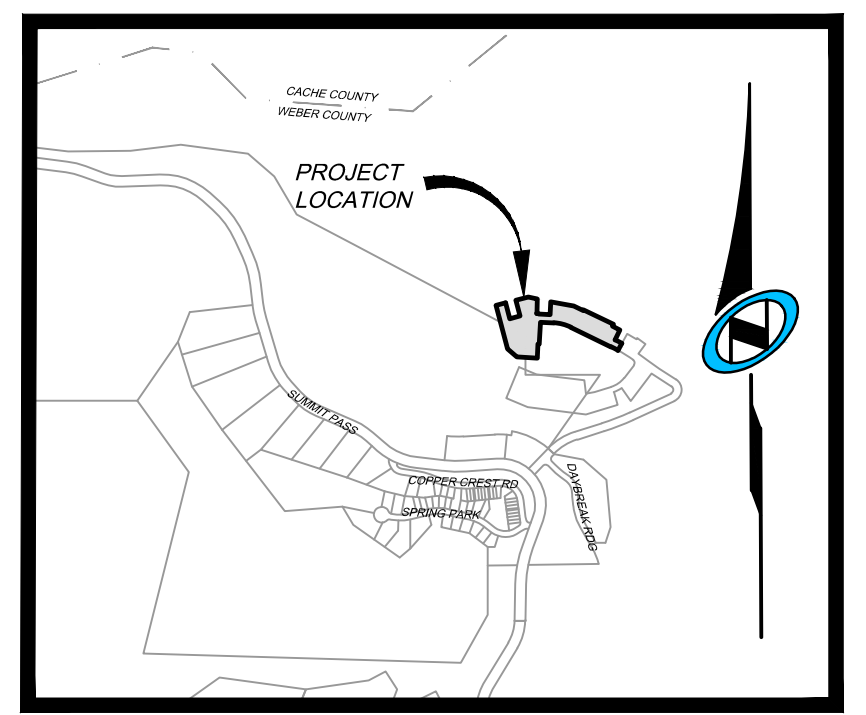 CACHE COUNTY
WEBER COUNTY
PROJECT
LOCATION
N
SUMMIT PASS
COPPER CREST RD
SPRING PARK
DAYBREAK RDG